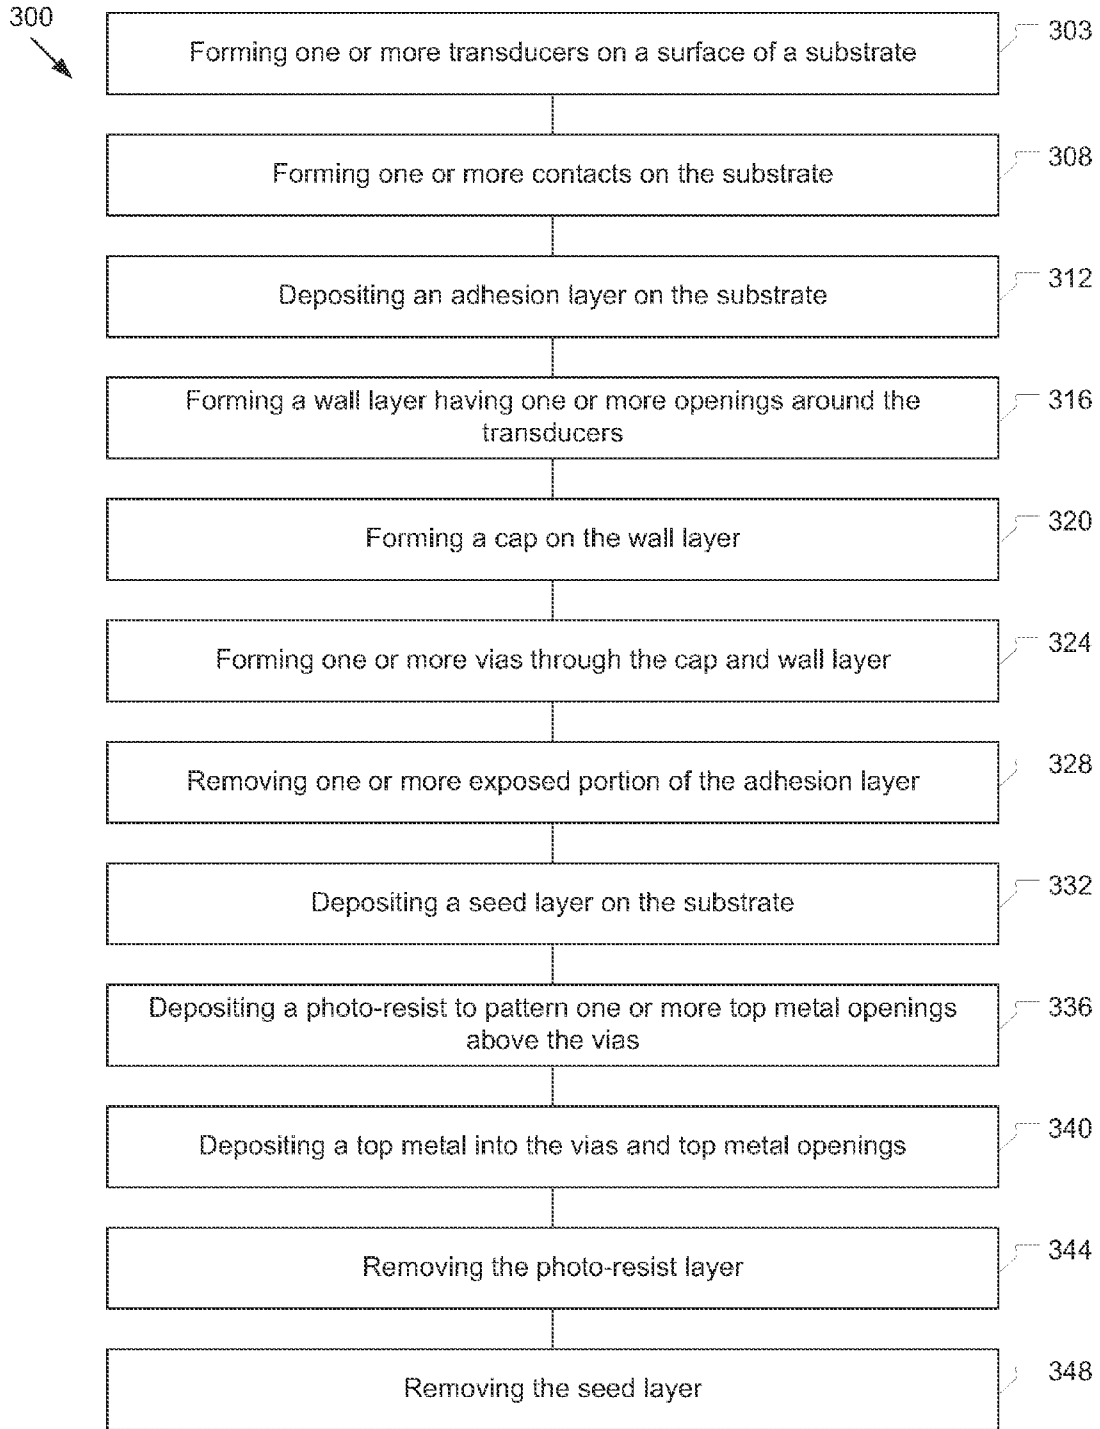 300
Forming one or more transducers on a surface of a substrate
303
Forming one or more contacts on the substrate
308
Depositing an adhesion layer on the substrate
312
Forming a wall layer having one or more openings around the
transducers
316
Forming a cap on the wall layer
320
Forming one or more vias through the cap and wall layer
324
Removing one or more exposed portion of the adhesion layer
328
Depositing a seed layer on the substrate
332
Depositing a photo-resist to pattern one or more top metal openings
above the vias
336
Depositing a top metal into the vias and top metal openings
340
Removing the photo-resist layer
344
Removing the seed layer
348